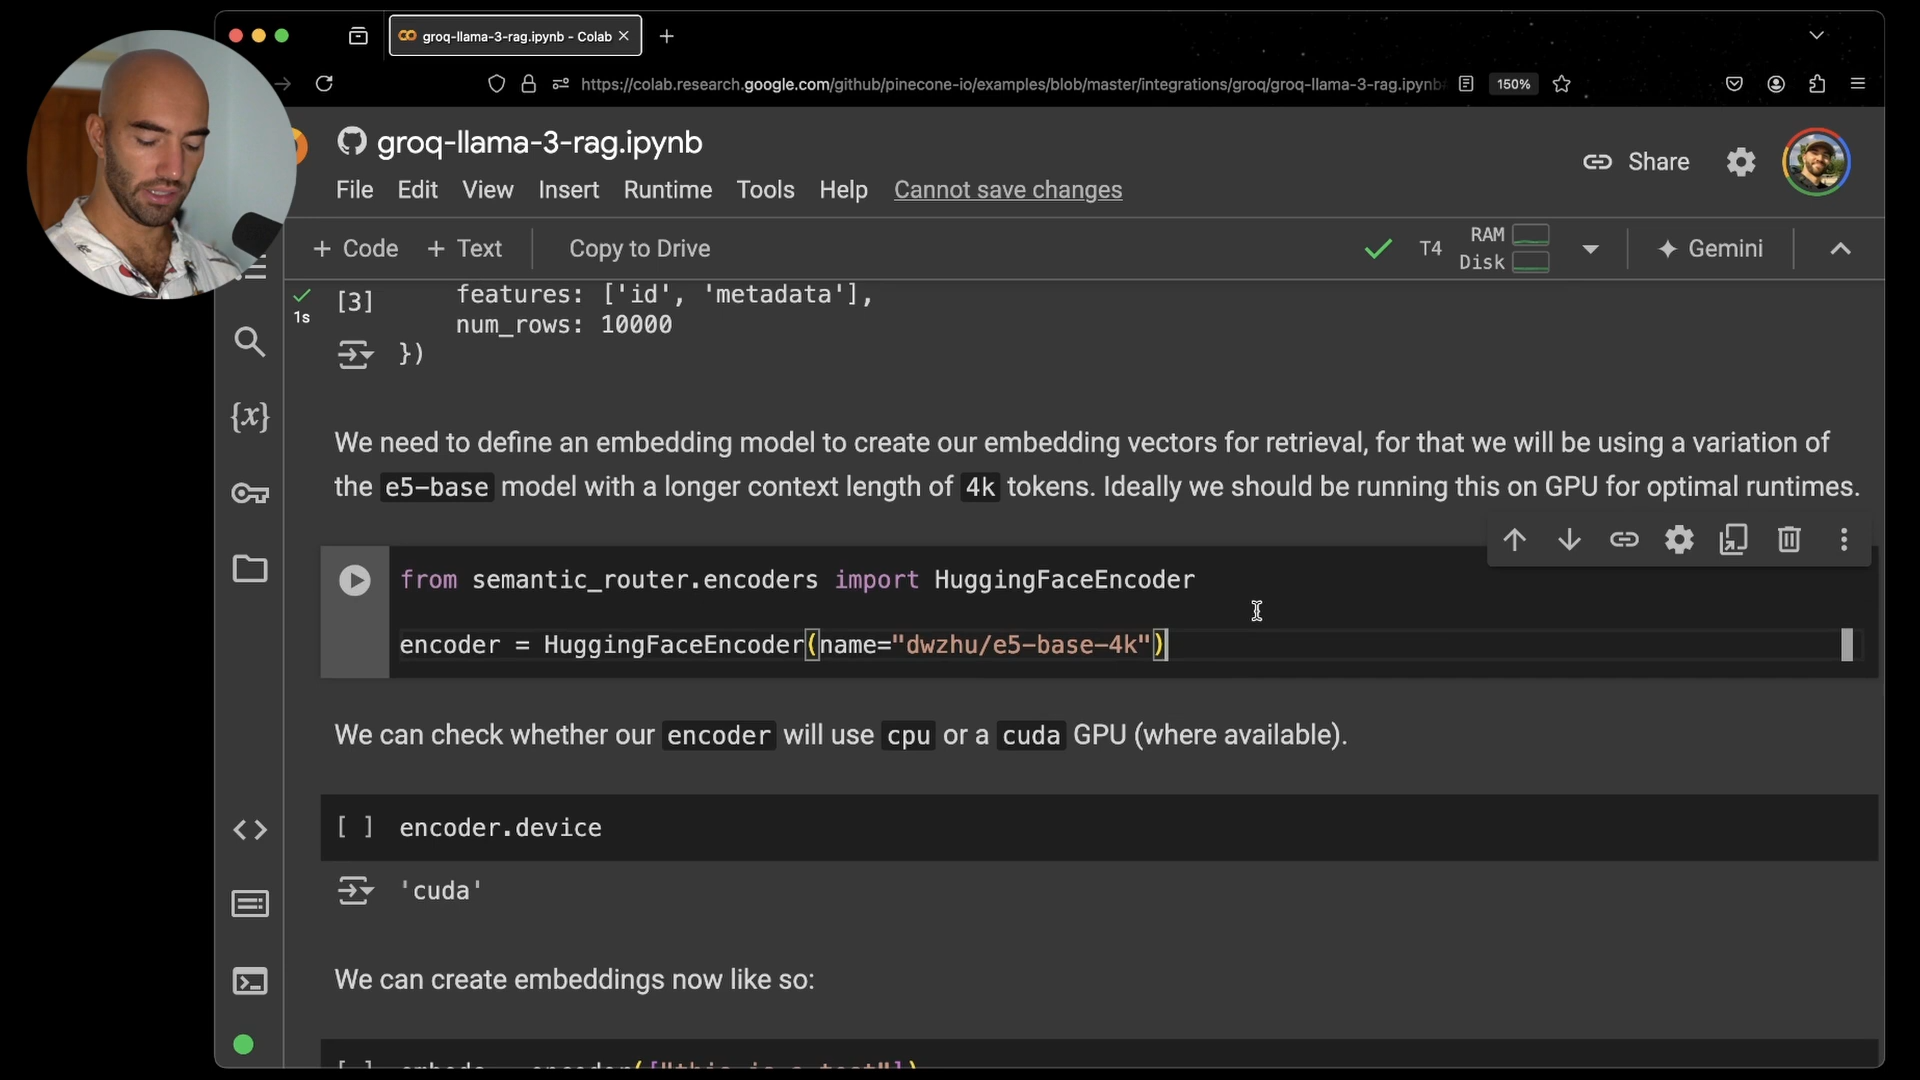 groq-llama-3-rag.ipynb - Colab
https://colab.research.google.com/github/pinecone-io/examples/blob/master/integrations/groq/groq-llama-3-rag.ipynb
150%
groq-llama-3-rag.ipynb
Share
File Edit View Insert Runtime Tools Help Cannot save changes
+ Code + Text Copy to Drive
T4 RAM Disk
Gemini
[3] features: ['id', 'metadata'],
1s
num_rows: 10000
})
We need to define an embedding model to create our embedding vectors for retrieval, for that we will be using a variation of
the e5-base model with a longer context length of 4k tokens. Ideally we should be running this on GPU for optimal runtimes.
from semantic_router.encoders import HuggingFaceEncoder
encoder = HuggingFaceEncoder(name="dwzhu/e5-base-4k")
We can check whether our encoder will use cpu or a cuda GPU (where available).
[ ] encoder.device
'cuda'
We can create embeddings now like so:
[ ] embeds = encoder(["this is a test"])
{x}